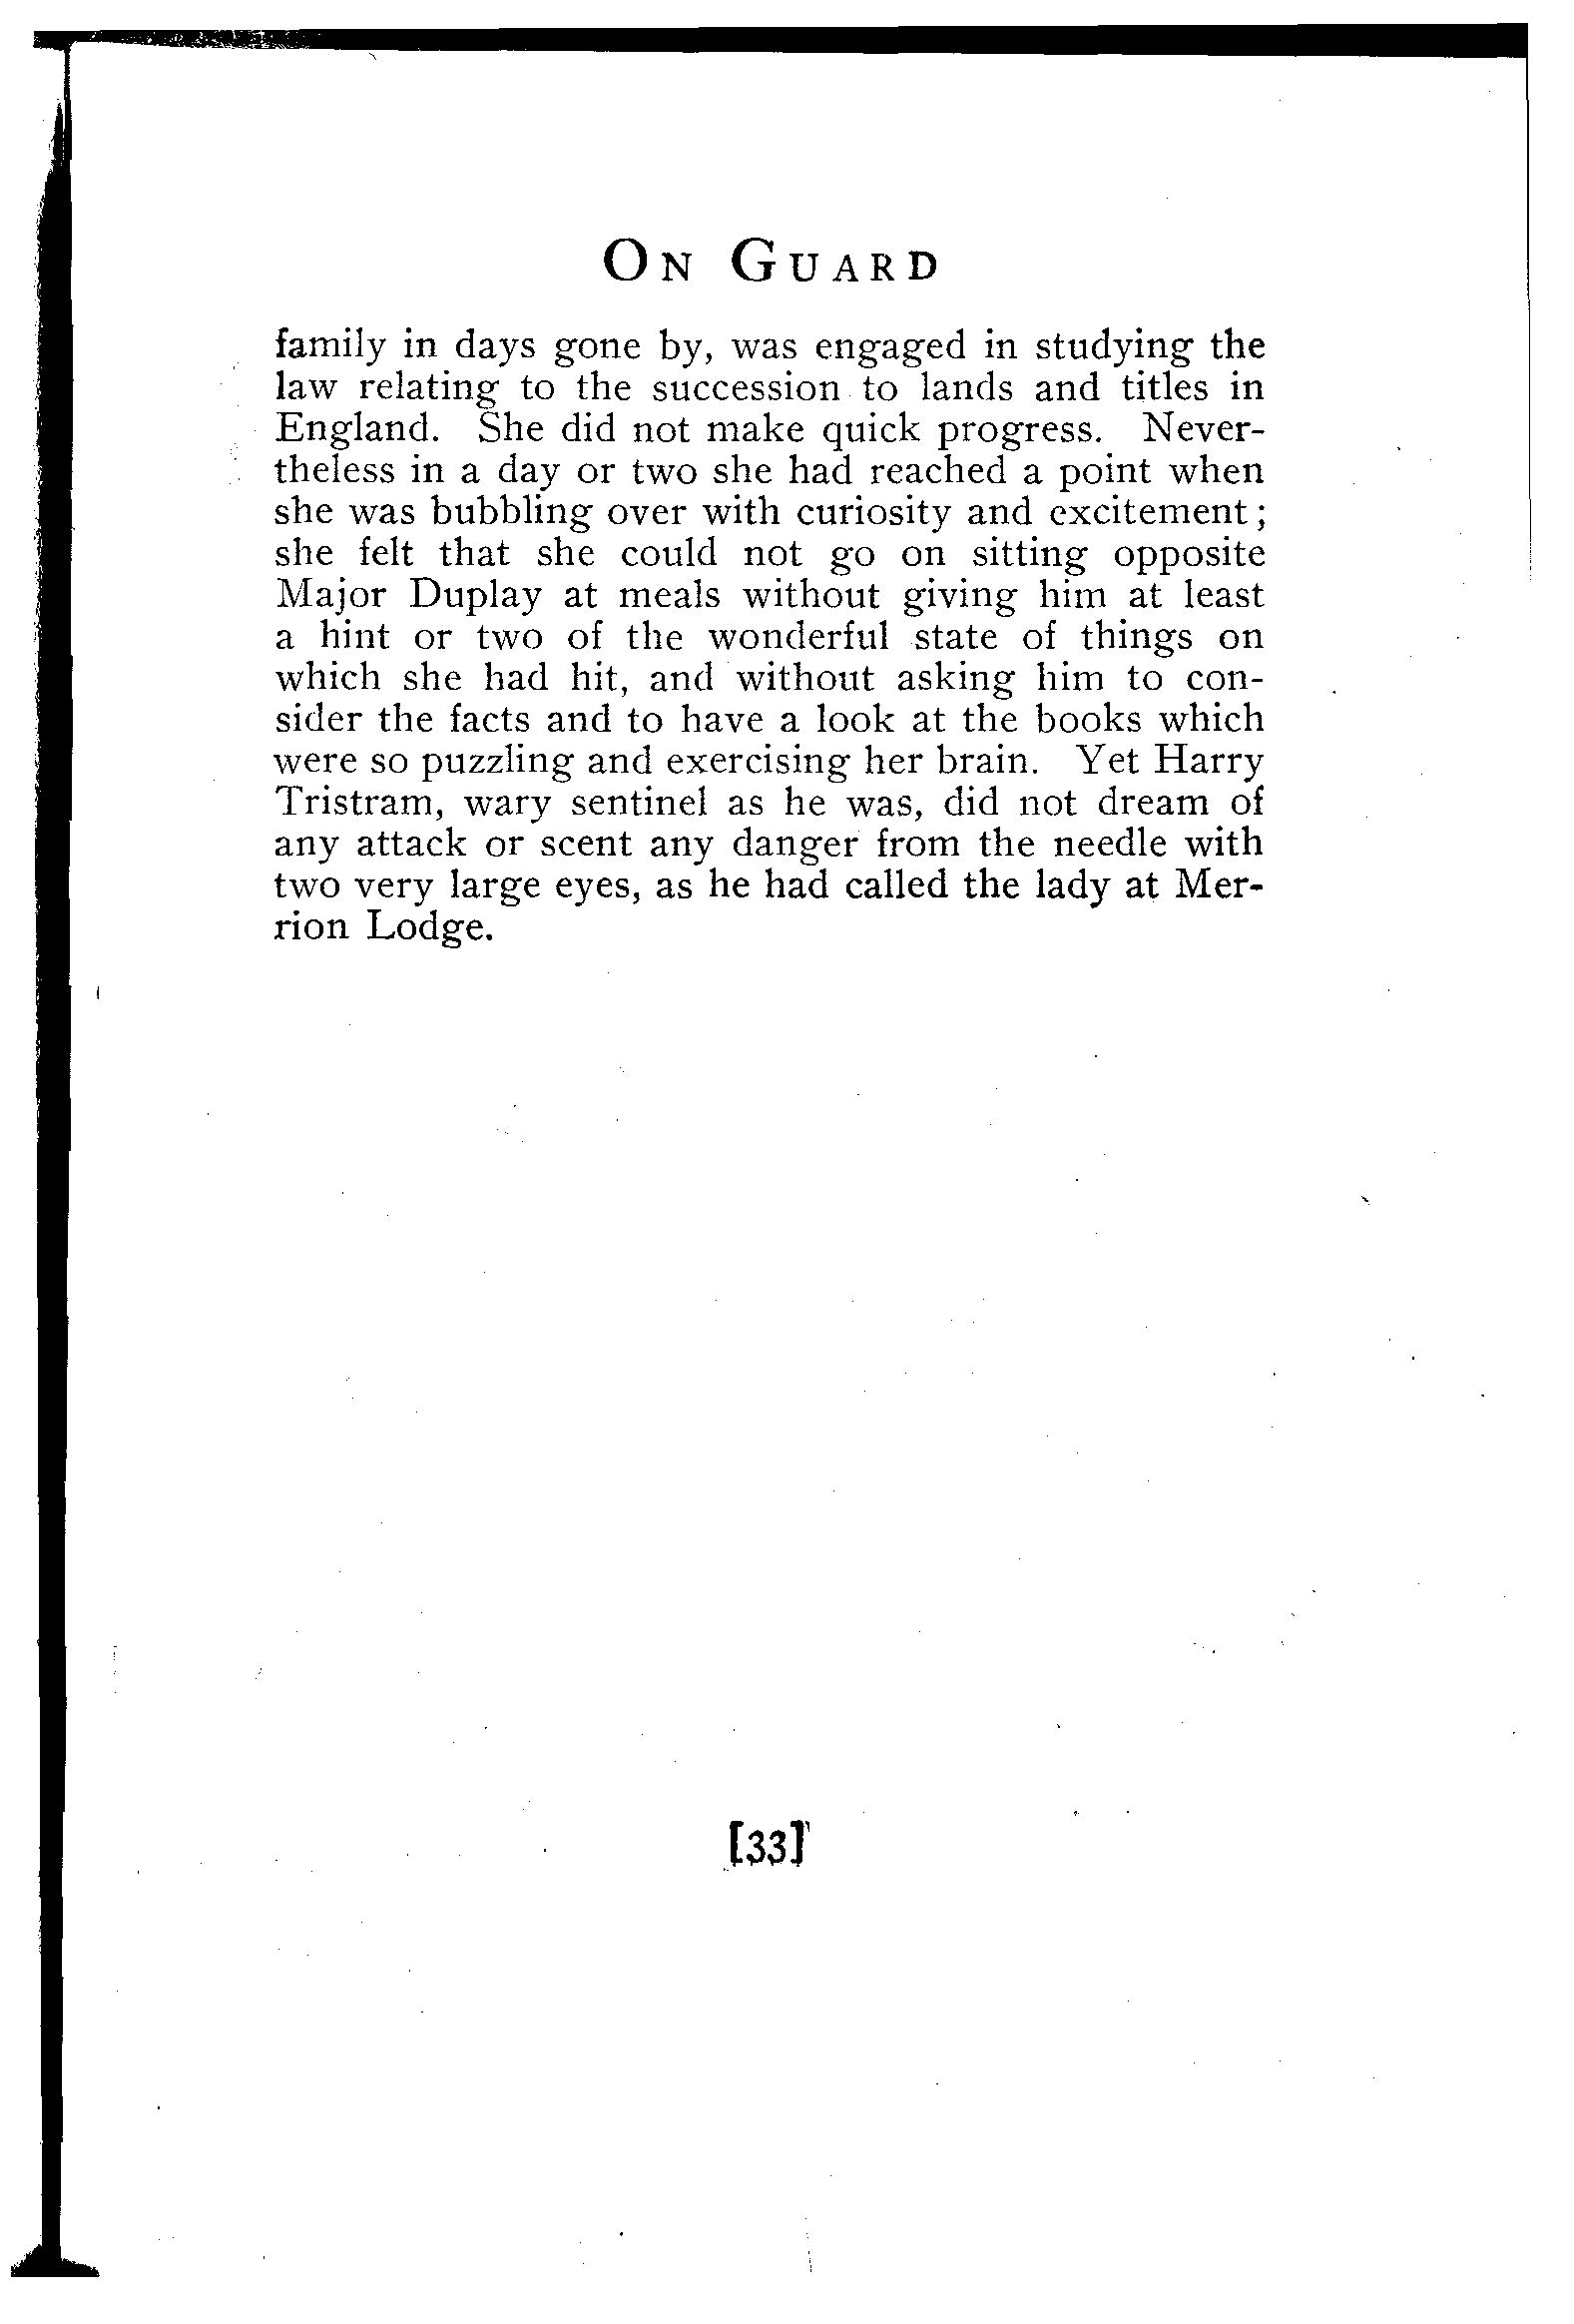 On Guard
family in days gone by, was engaged in studying the
law relating to the succession to lands and titles in
England. She did not make quick progress. Never-
theless in a day or two she had reached a point when
she was bubbling over with curiosity and excitement;
she felt that she could not go on sitting opposite
Major Duplay at meals without giving him at least
a hint or two of the wonderful state of things on
which she had hit, and without asking him to con-
sider the facts and to have a look at the books which
were so puzzling and exercising her brain. Yet Harry
Tristram, wary sentinel as he was, did not dream of
any attack or scent any danger from the needle with
two very large eyes, as he had called the lady at Mer-
rion Lodge.
[33]